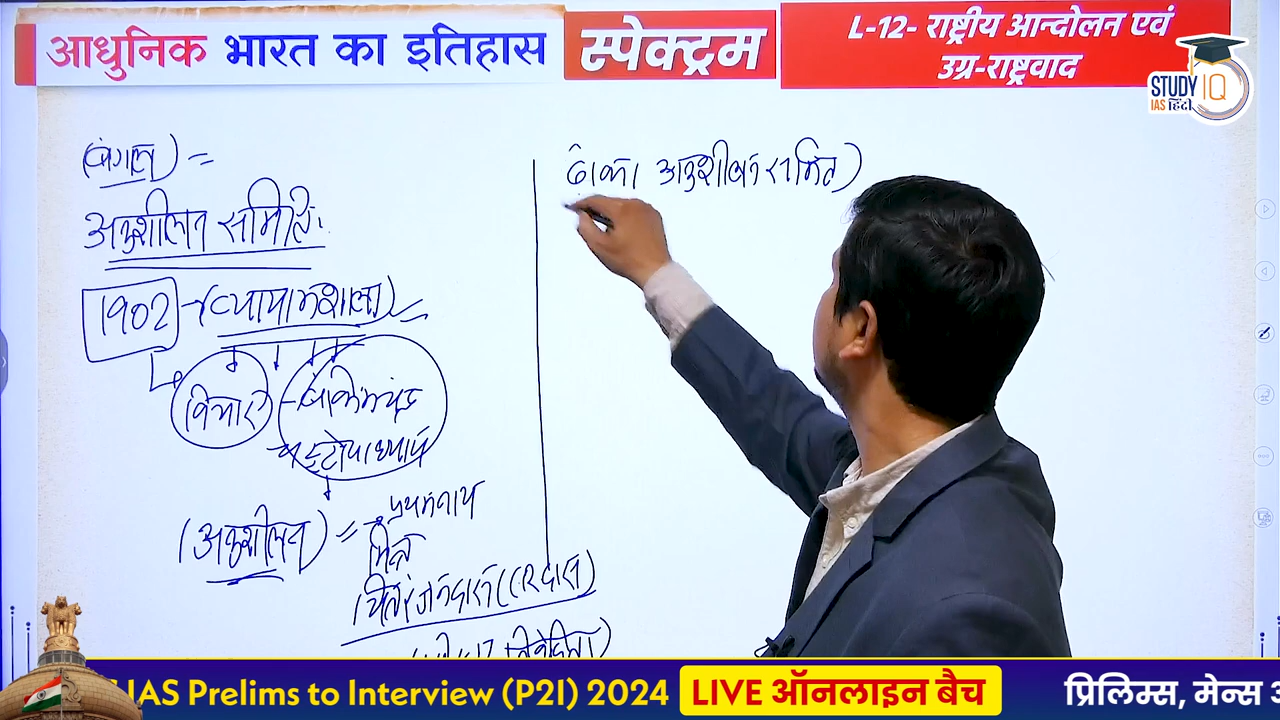 आधुनिक भारत का इतिहास
स्पेक्ट्रम
L-12- राष्ट्रीय आन्दोलन एवं
उग्र-राष्ट्रवाद
STUDY IQ
IAS हिंदी
(बंगाल) =
अनुशीलन समिति:
1902 - (व्यायामशाला)
विचार - बंकिमचंद्र
चट्टोपाध्याय
(अनुशीलन) = प्रमथनाथ
मित्र
चितरंजनदास (CR दास)
ढाका अनुशीलन समिति)
IAS Prelims to Interview (P2I) 2024
LIVE ऑनलाइन बैच
प्रिलिम्स, मेन्स